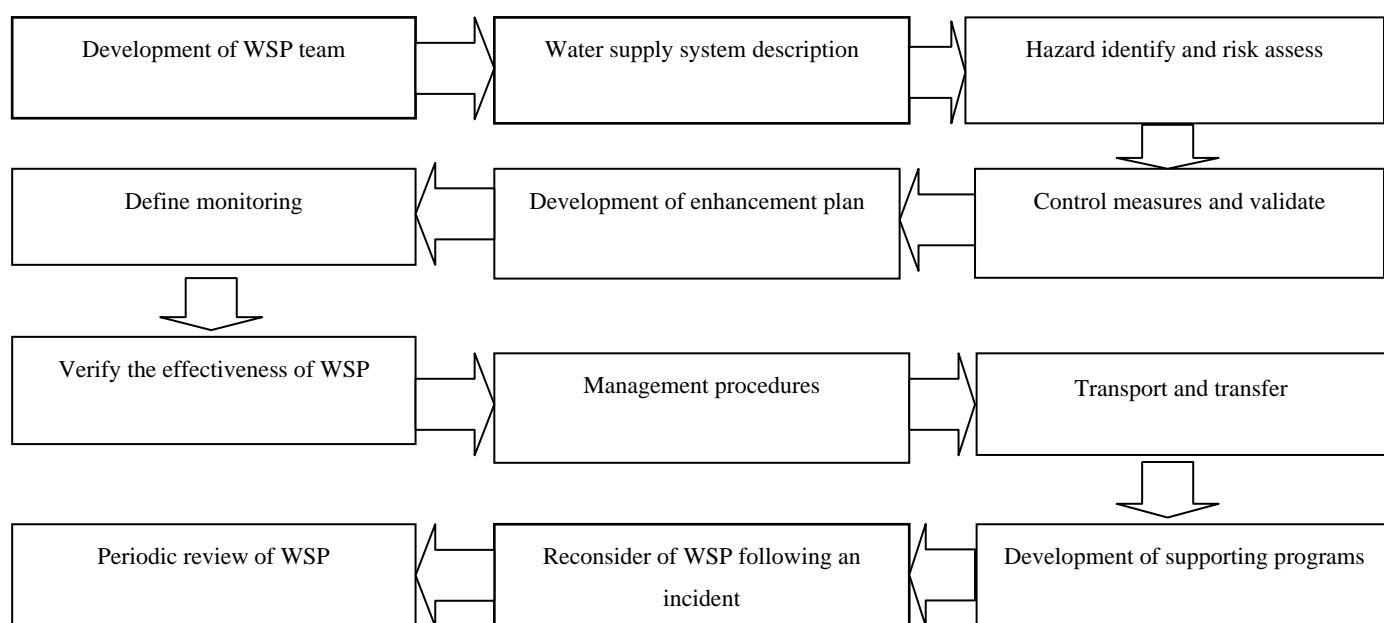 Development of WSP team
Water supply system description
Hazard identify and risk assess
Control measures and validate
Development of enhancement plan
Define monitoring
Verify the effectiveness of WSP
Management procedures
Transport and transfer
Development of supporting programs
Reconsider of WSP following an
incident
Periodic review of WSP